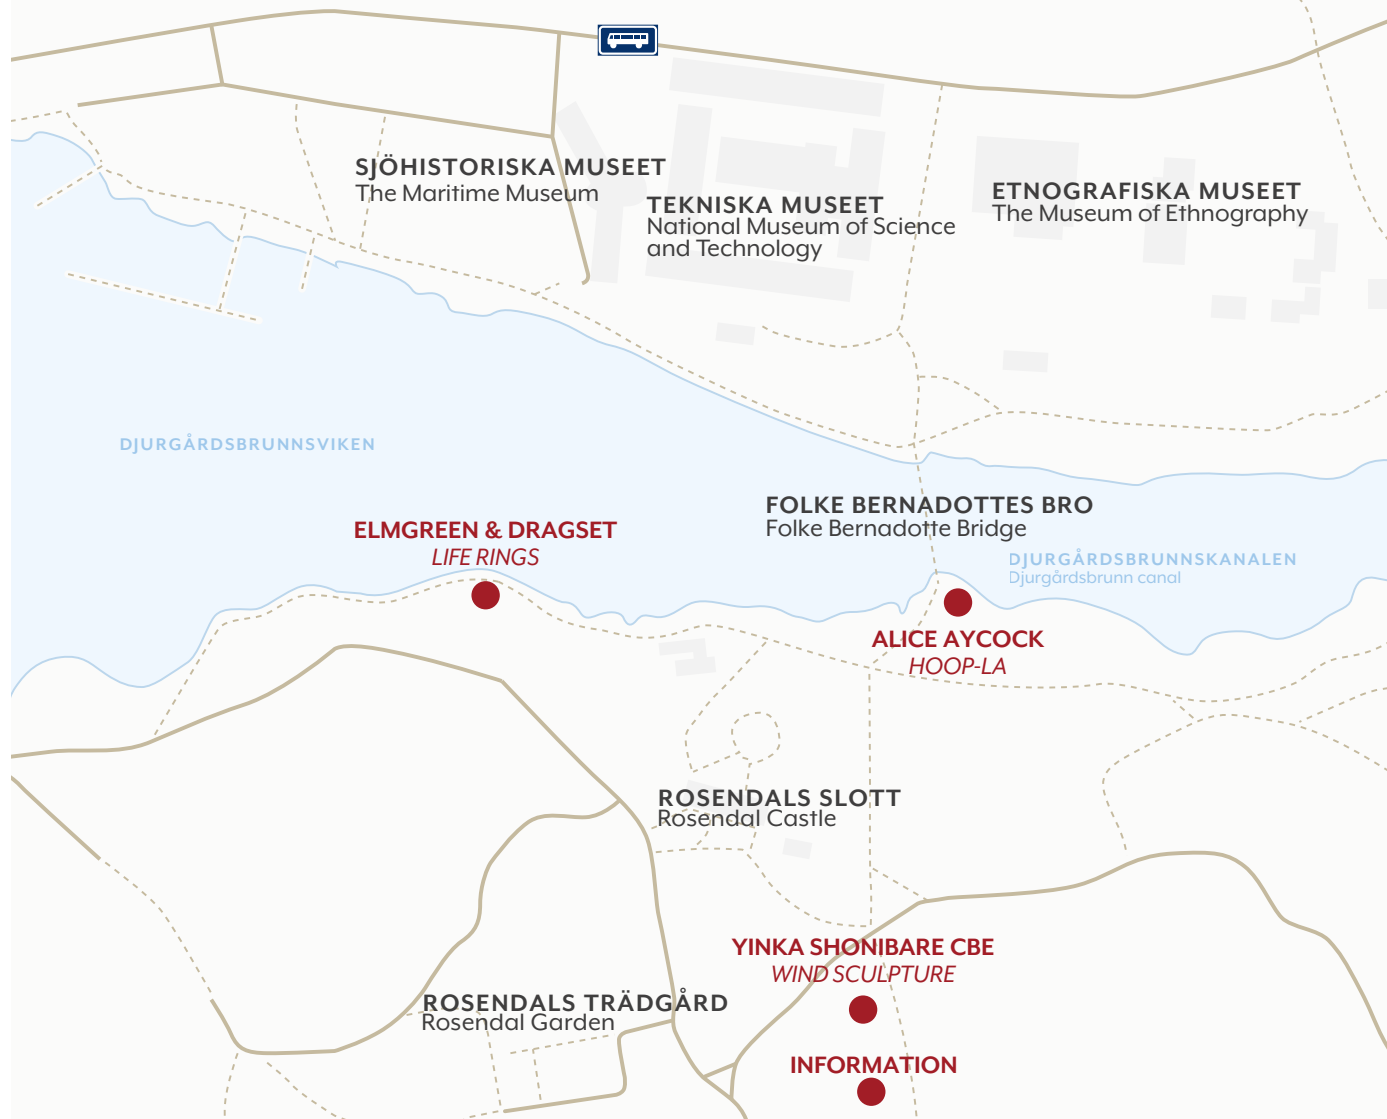 SJÖHISTORISKA MUSEET
The Maritime Museum
TEKNISKA MUSEET
National Museum of Science
and Technology
ETNOGRAFISKA MUSEET
The Museum of Ethnography
DJURGÅRDSBRUNNSVIKEN
FOLKE BERNADOTTES BRO
Folke Bernadotte Bridge
ELMGREEN & DRAGSET
LIFE RINGS
DJURGÅRDSBRUNNSKANALEN
Djurgårdsbrunn canal
ALICE AYCOCK
HOOP-LA
ROSENDALS SLOTT
Rosendal Castle
YINKA SHONIBARE CBE
WIND SCULPTURE
ROSENDALS TRÄDGÅRD
Rosendal Garden
INFORMATION